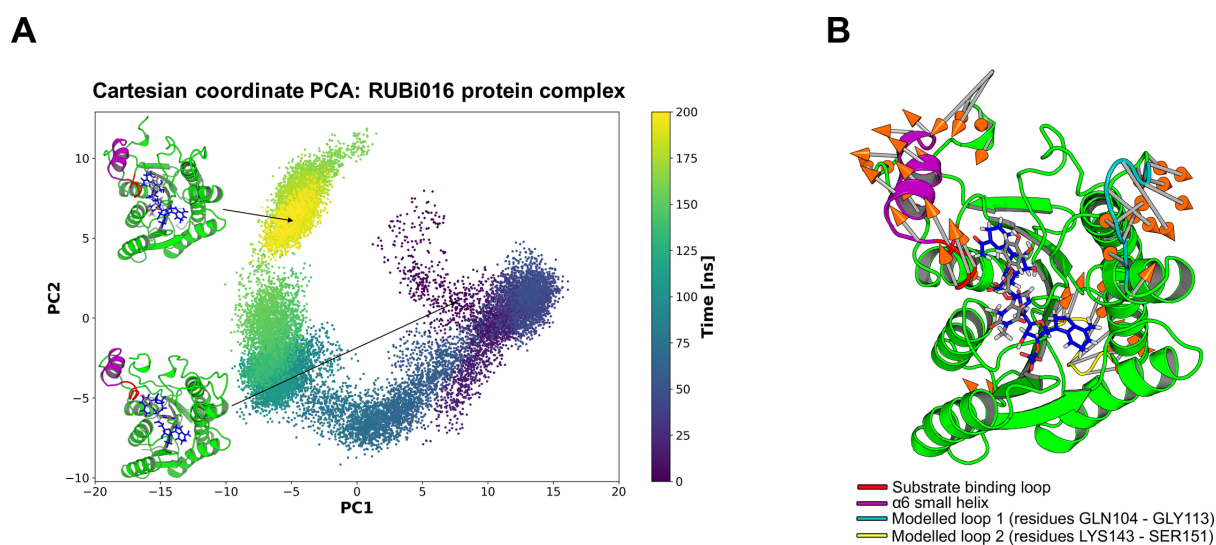 A
B
Cartesian coordinate PCA: RUBi016 protein complex
10
5
0
−5
−10
PC2
−20
−15
−10
−5
0
5
10
15
20
PC1
200
175
150
125
100
75
50
25
0
Time [ns]
Substrate binding loop
α6 small helix
Modelled loop 1 (residues GLN104 - GLY113)
Modelled loop 2 (residues LYS143 - SER151)